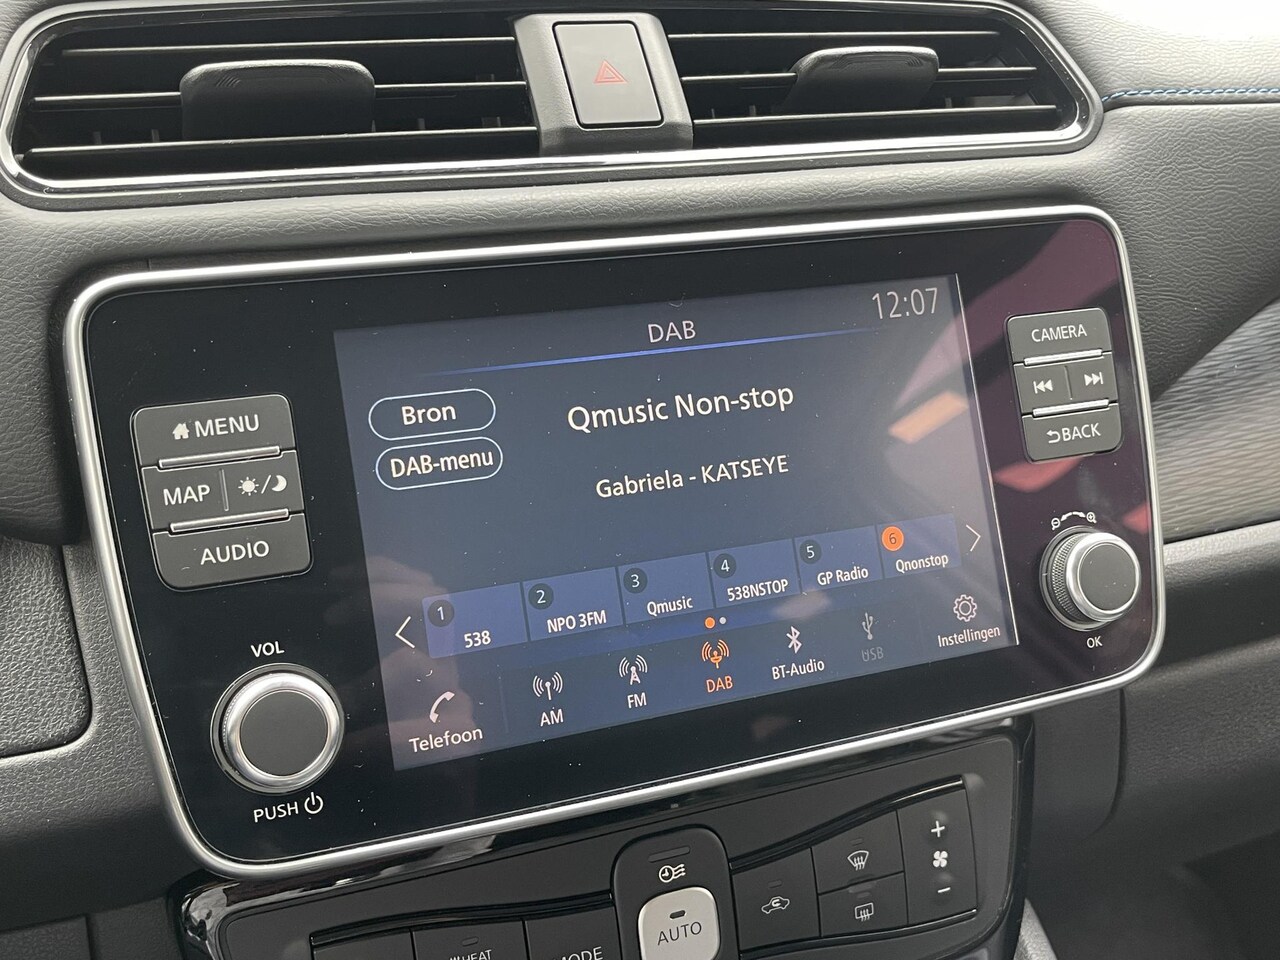 12:07
DAB
Bron
DAB-menu
Qmusic Non-stop
Gabriela - KATSEYE
1 538
2 NPO 3FM
3 Qmusic
4 538NSTOP
5 GP Radio
6 Qnonstop
Telefoon
AM
FM
DAB
BT-Audio
USB
Instellingen
MENU
MAP
AUDIO
VOL
PUSH
CAMERA
BACK
OK
AUTO
HEAT
MODE